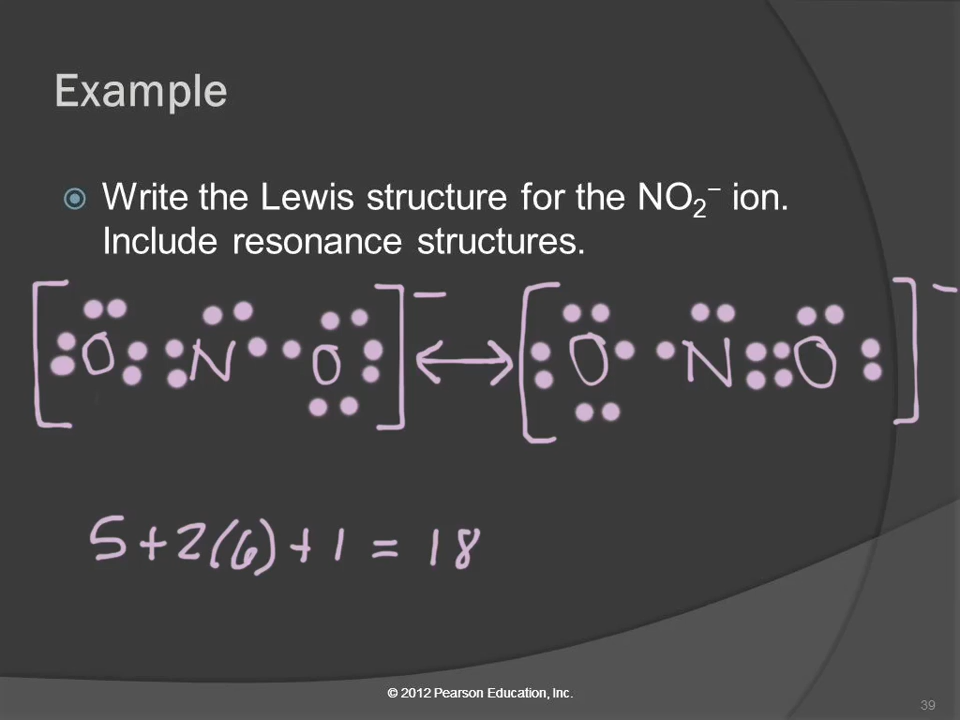 Example
Write the Lewis structure for the NO₂⁻ ion.
Include resonance structures.
[O N O]⁻ ↔ [O N O]⁻
5+2(6)+1=18
© 2012 Pearson Education, Inc.
39